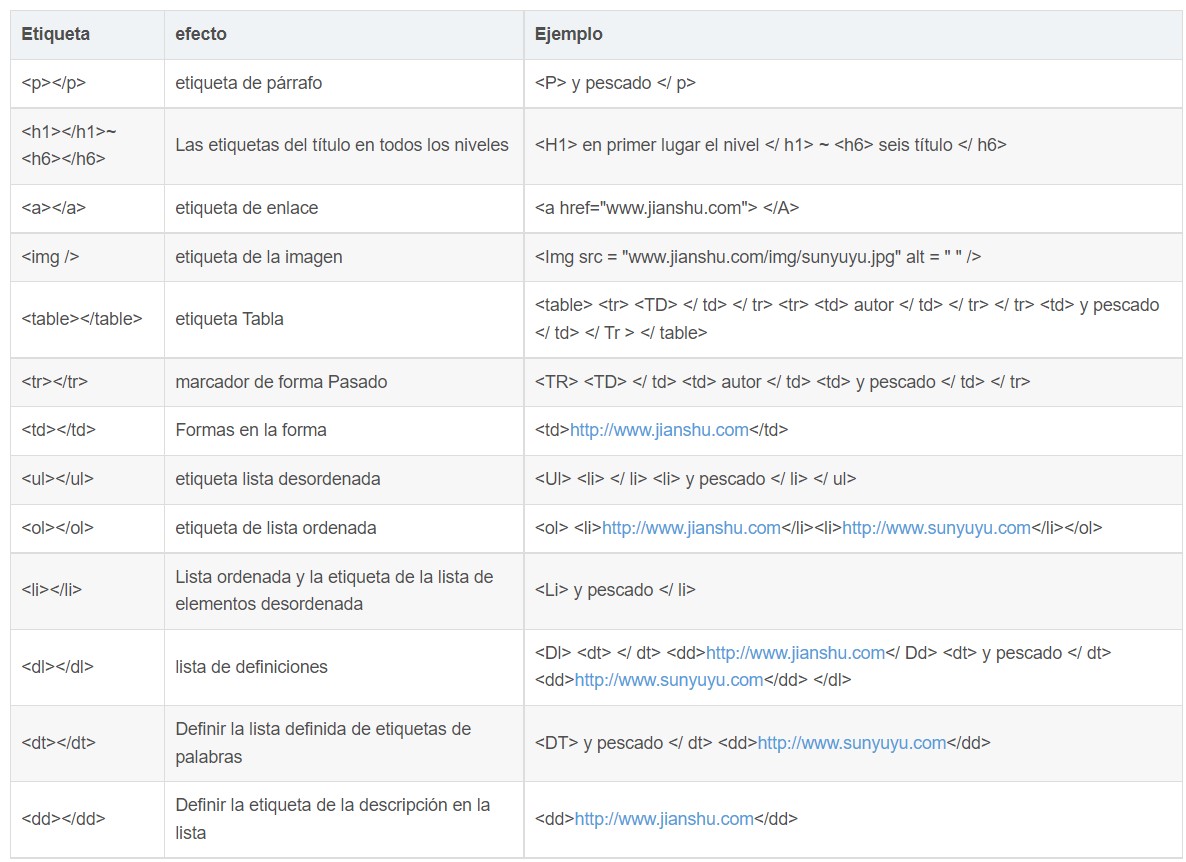 Etiqueta efecto Ejemplo
<p></p> etiqueta de párrafo <P> y pescado </ p>
<h1></h1>~
<h6></h6>
Las etiquetas del título en todos los niveles <H1> en primer lugar el nivel </ h1> ~ <h6> seis título </ h6>
<a></a> etiqueta de enlace <a href="www.jianshu.com"> </A>
<img /> etiqueta de la imagen <Img src = "www.jianshu.com/img/sunyuyu.jpg" alt = " " />
<table></table> etiqueta Tabla
<table> <tr> <TD> </ td> </ tr> <tr> <td> autor </ td> </ tr> </ tr> <td> y pescado
</ td> </ Tr > </ table>
<tr></tr> marcador de forma Pasado <TR> <TD> </ td> <td> autor </ td> <td> y pescado </ td> </ tr>
<td></td> Formas en la forma <td>http://www.jianshu.com</td>
<ul></ul> etiqueta lista desordenada <Ul> <li> </ li> <li> y pescado </ li> </ ul>
<ol></ol> etiqueta de lista ordenada <ol> <li>http://www.jianshu.com</li><li>http://www.sunyuyu.com</li></ol>
<li></li>
Lista ordenada y la etiqueta de la lista de
elementos desordenada
<Li> y pescado </ li>
<dl></dl> lista de definiciones
<Dl> <dt> </ dt> <dd>http://www.jianshu.com</ Dd> <dt> y pescado </ dt>
<dd>http://www.sunyuyu.com</dd> </dl>
<dt></dt>
Definir la lista definida de etiquetas de
palabras
<DT> y pescado </ dt> <dd>http://www.sunyuyu.com</dd>
<dd></dd>
Definir la etiqueta de la descripción en la
lista
<dd>http://www.jianshu.com</dd>